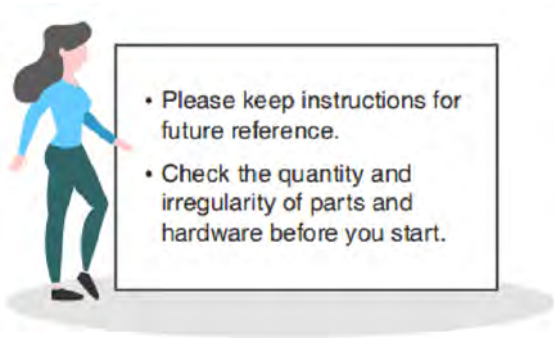 • Please keep instructions for
future reference.
• Check the quantity and
irregularity of parts and
hardware before you start.